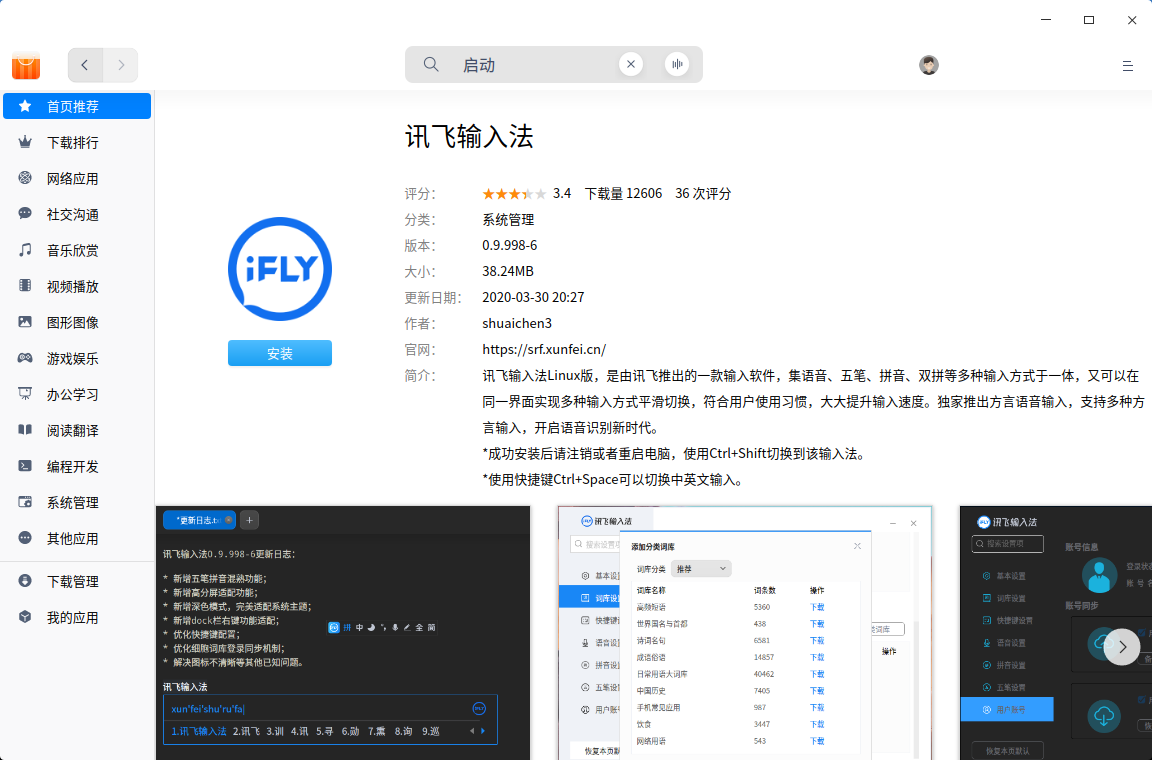 启动
首页推荐
下载排行
网络应用
社交沟通
音乐欣赏
视频播放
图形图像
游戏娱乐
办公学习
阅读翻译
编程开发
系统管理
其他应用
下载管理
我的应用
iFLY
安装
讯飞输入法
评分： 3.4 下载量 12606 36 次评分
分类： 系统管理
版本： 0.9.998-6
大小： 38.24MB
更新日期： 2020-03-30 20:27
作者： shuaichen3
官网： https://srf.xunfei.cn/
简介： 讯飞输入法Linux版，是由讯飞推出的一款输入软件，集语音、五笔、拼音、双拼等多种输入方式于一体，又可以在
同一界面实现多种输入方式平滑切换，符合用户使用习惯，大大提升输入速度。独家推出方言语音输入，支持多种方
言输入，开启语音识别新时代。
*成功安装后请注销或者重启电脑，使用Ctrl+Shift切换到该输入法。
*使用快捷键Ctrl+Space可以切换中英文输入。
*更新日志.tx
讯飞输入法0.9.998-6更新日志：
* 新增五笔拼音混熟功能；
* 新增高分屏适配功能；
* 新增深色模式，完美适配系统主题；
* 新增dock栏右键功能适配；
* 优化快捷键配置；
* 优化细胞词库登录同步机制；
* 解决图标不清晰等其他已知问题。
拼 中 全 简
讯飞输入法
xun'fei'shu'ru'fa
1.讯飞输入法 2.讯飞 3.训 4.讯 5.寻 6.勋 7.熏 8.询 9.巡
讯飞输入法
搜索设置项
基本设
词库设
快捷键
语音设
拼音设
五笔设
用户账
恢复本页默
添加分类词库
词库分类 推荐
词库名称 词条数 操作
高频短语 5360 下载
世界国名与首都 438 下载
诗词名句 6581 下载
成语俗语 14857 下载
日常用语大词库 40462 下载
中国历史 7405 下载
手机常见应用 987 下载
饮食 3447 下载
网络用语 543 下载
词库
操作
讯飞输入法
搜索设置项
基本设置
词库设置
快捷键设置
语音设置
拼音设置
五笔设置
用户账号
恢复本页默认
账号信息
登录状
账 号 名
账号同步